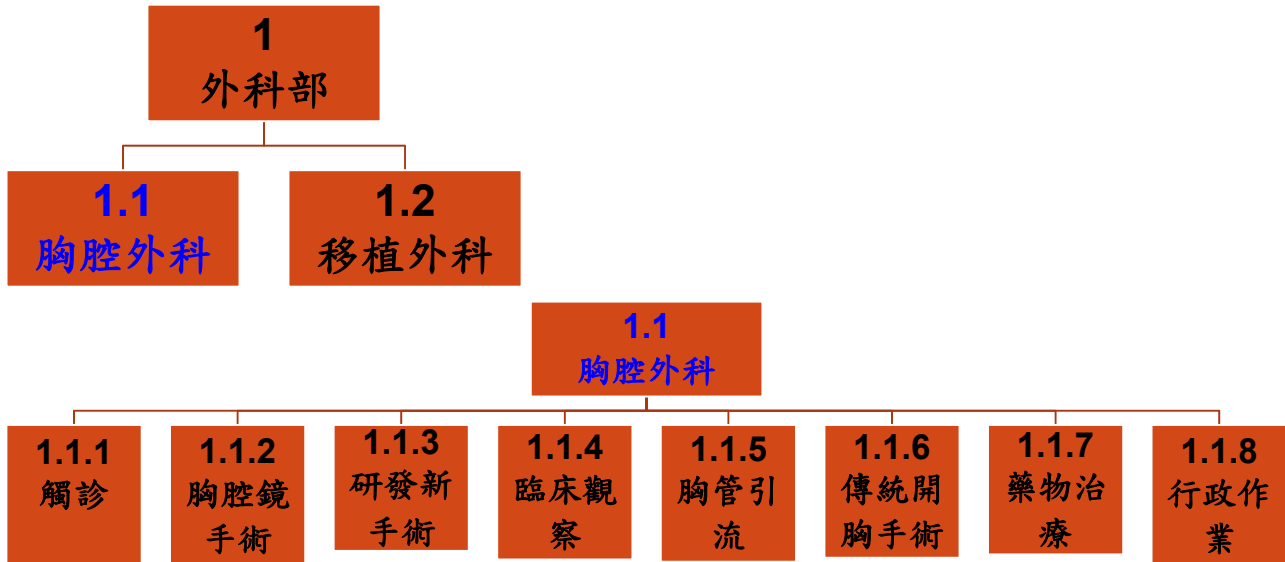 1
外科部
1.1
胸腔外科
1.2
移植外科
1.1
胸腔外科
1.1.1
觸診
1.1.2
胸腔鏡
手術
1.1.3
研發新
手術
1.1.4
臨床觀
察
1.1.5
胸管引
流
1.1.6
傳統開
胸手術
1.1.7
藥物治
療
1.1.8
行政作
業